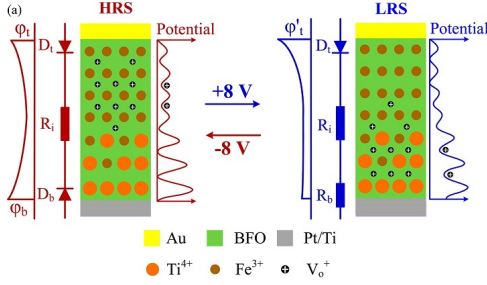 (a)
HRS
LRS
φt
Dt
Potential
φ't
Dt
Potential
+8 V
-8 V
Ri
Ri
Db
φb
Rb
Au
BFO
Pt/Ti
Ti4+
Fe3+
Vo+